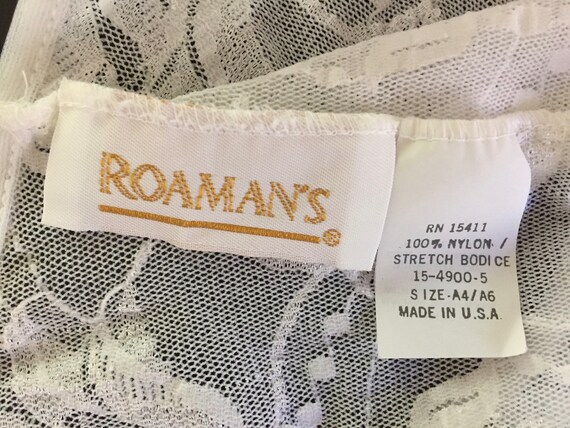 ROAMAN'S®
RN 15411
100% NYLON /
STRETCH BODICE
15-4900-5
SIZE-A4/A6
MADE IN U.S.A.